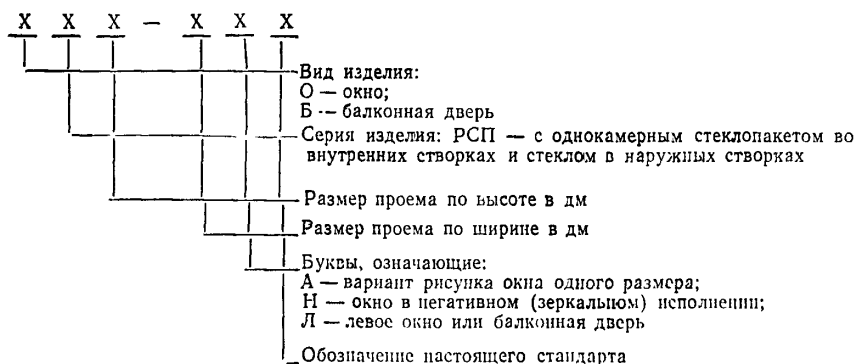 Х Х Х — Х Х Х
Вид изделия:
О — окно;
Б -- балконная дверь
Серия изделия: РСП — с однокамерным стеклопакетом во
внутренних створках и стеклом в наружных створках
Размер проема по высоте в дм
Размер проема по ширине в дм
Буквы, означающие:
А — вариант рисунка окна одного размера;
Н — окно в негативном (зеркальном) исполнении;
Л — левое окно или балконная дверь
Обозначение настоящего стандарта